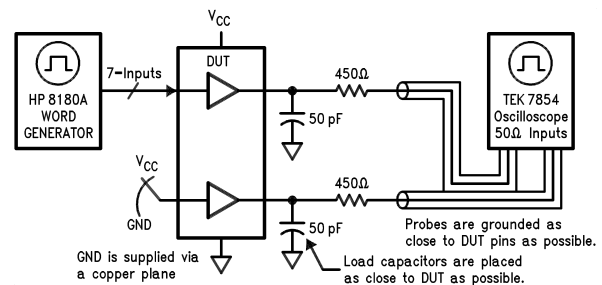 V_CC
DUT
HP 8180A
WORD
GENERATOR
7-Inputs
450Ω
50 pF
TEK 7854
Oscilloscope
50Ω Inputs
V_CC
GND
450Ω
50 pF
GND is supplied via
a copper plane
Load capacitors are placed
as close to DUT as possible.
Probes are grounded as
close to DUT pins as possible.